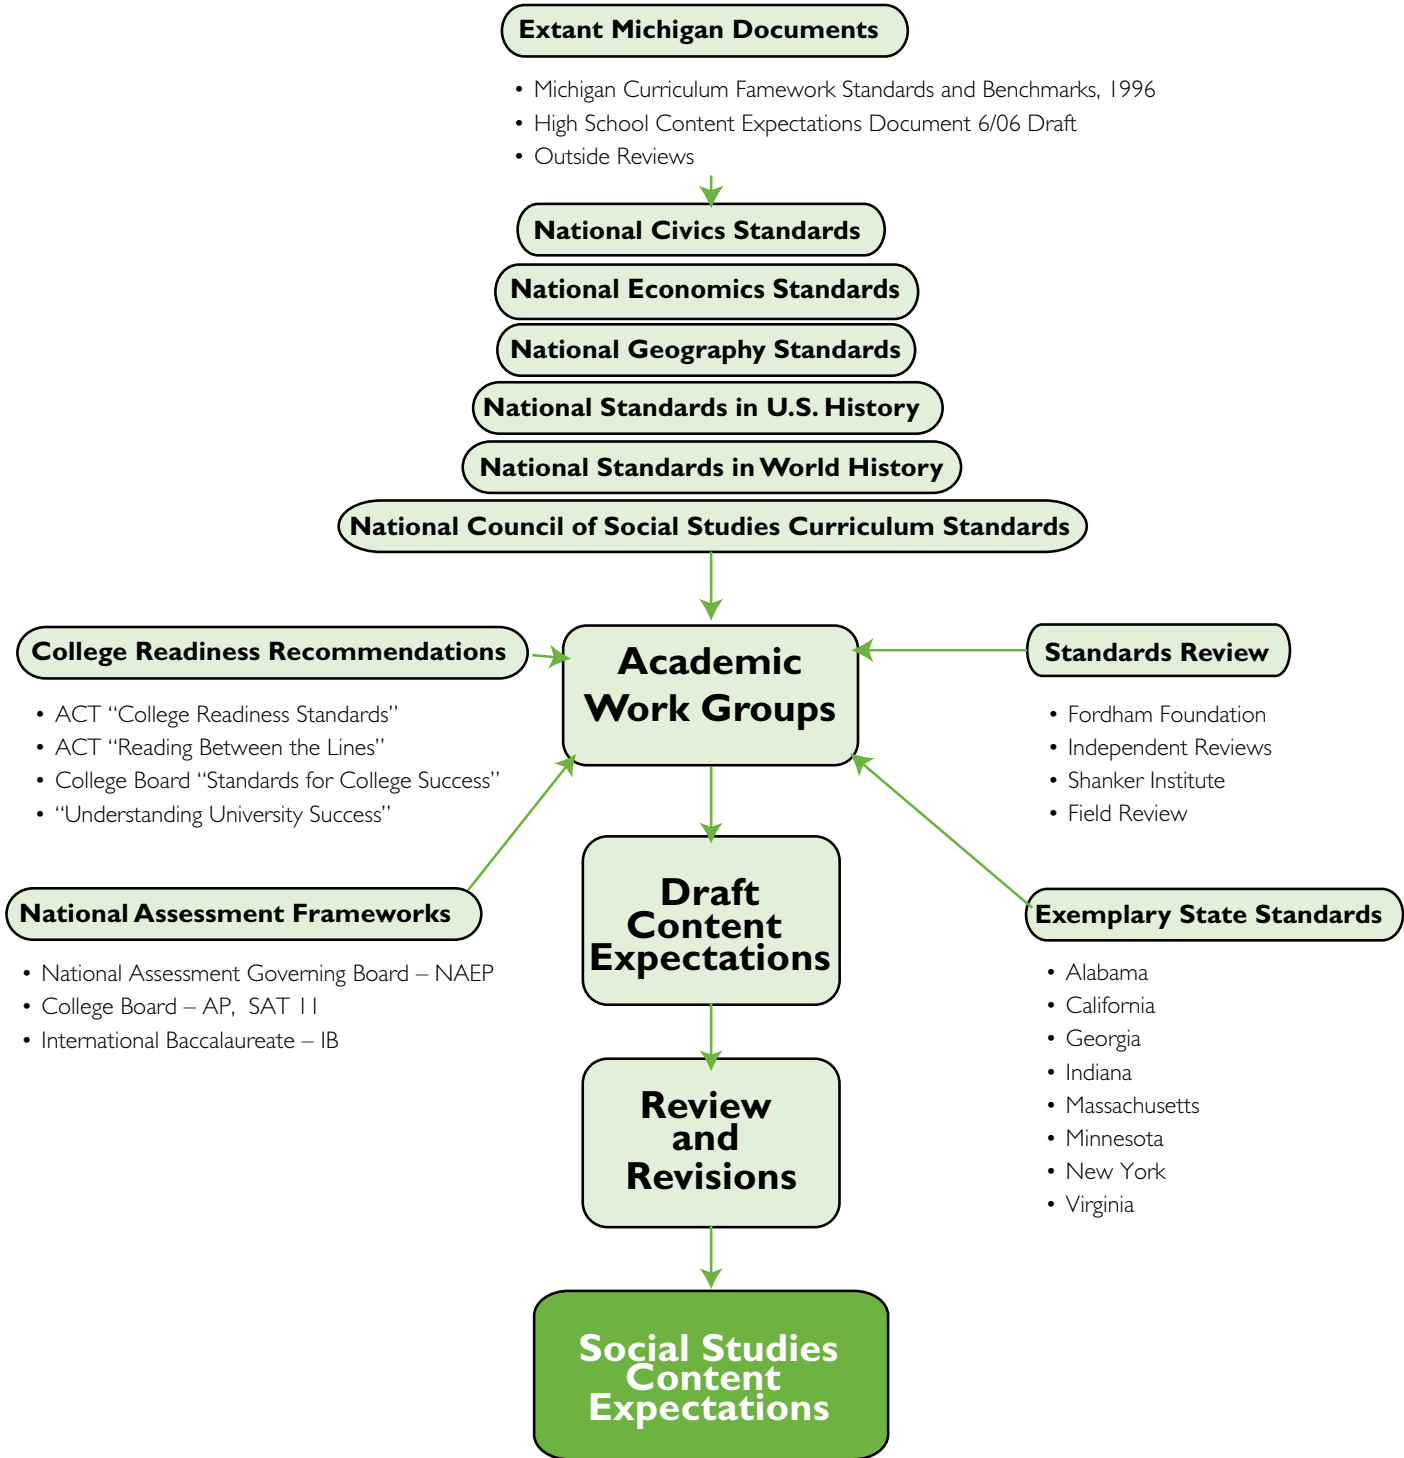 Extant Michigan Documents
• Michigan Curriculum Famework Standards and Benchmarks, 1996
• High School Content Expectations Document 6/06 Draft
• Outside Reviews
National Civics Standards
National Economics Standards
National Geography Standards
National Standards in U.S. History
National Standards in World History
National Council of Social Studies Curriculum Standards
College Readiness Recommendations
• ACT “College Readiness Standards”
• ACT “Reading Between the Lines”
• College Board “Standards for College Success”
• “Understanding University Success”
Academic
Work Groups
Standards Review
• Fordham Foundation
• Independent Reviews
• Shanker Institute
• Field Review
National Assessment Frameworks
• National Assessment Governing Board – NAEP
• College Board – AP, SAT 11
• International Baccalaureate – IB
Draft
Content
Expectations
Exemplary State Standards
• Alabama
• California
• Georgia
• Indiana
• Massachusetts
• Minnesota
• New York
• Virginia
Review
and
Revisions
Social Studies
Content
Expectations